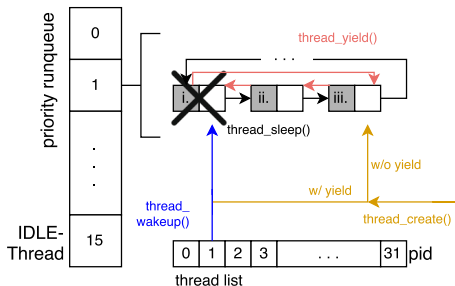 priority runqueue
0
1
.
.
.
15
IDLE-
Thread
. . .
thread_yield()
i.
ii.
iii.
thread_sleep()
w/o yield
w/ yield
thread_
wakeup()
thread_create()
0 1 2 3 . . . 31 pid
thread list